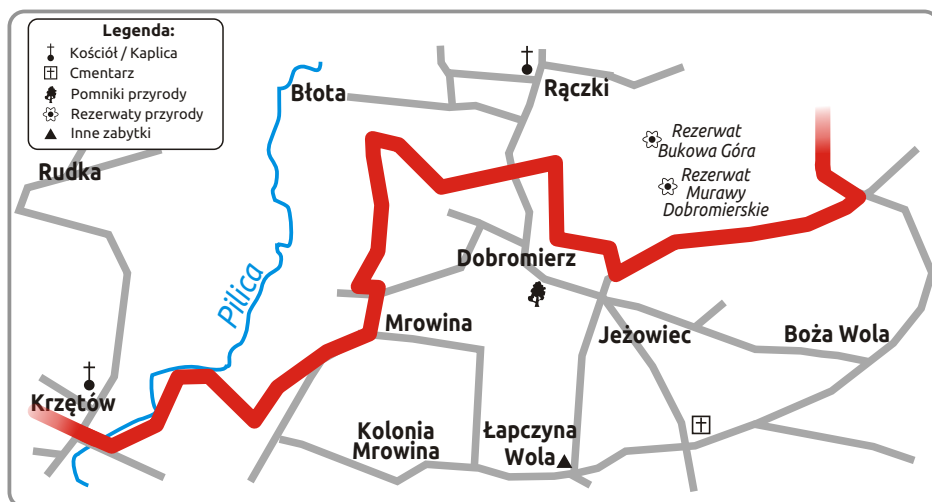 Legenda:
Kościół / Kaplica
Cmentarz
Pomniki przyrody
Rezerwaty przyrody
Inne zabytki
Błota
Rączki
Rudka
Rezerwat
Bukowa Góra
Rezerwat
Murawy
Dobromierskie
Dobromierz
Pilica
Mrowina
Jeżowiec
Boża Wola
Krzętów
Kolonia
Mrowina
Łapczyna
Wola